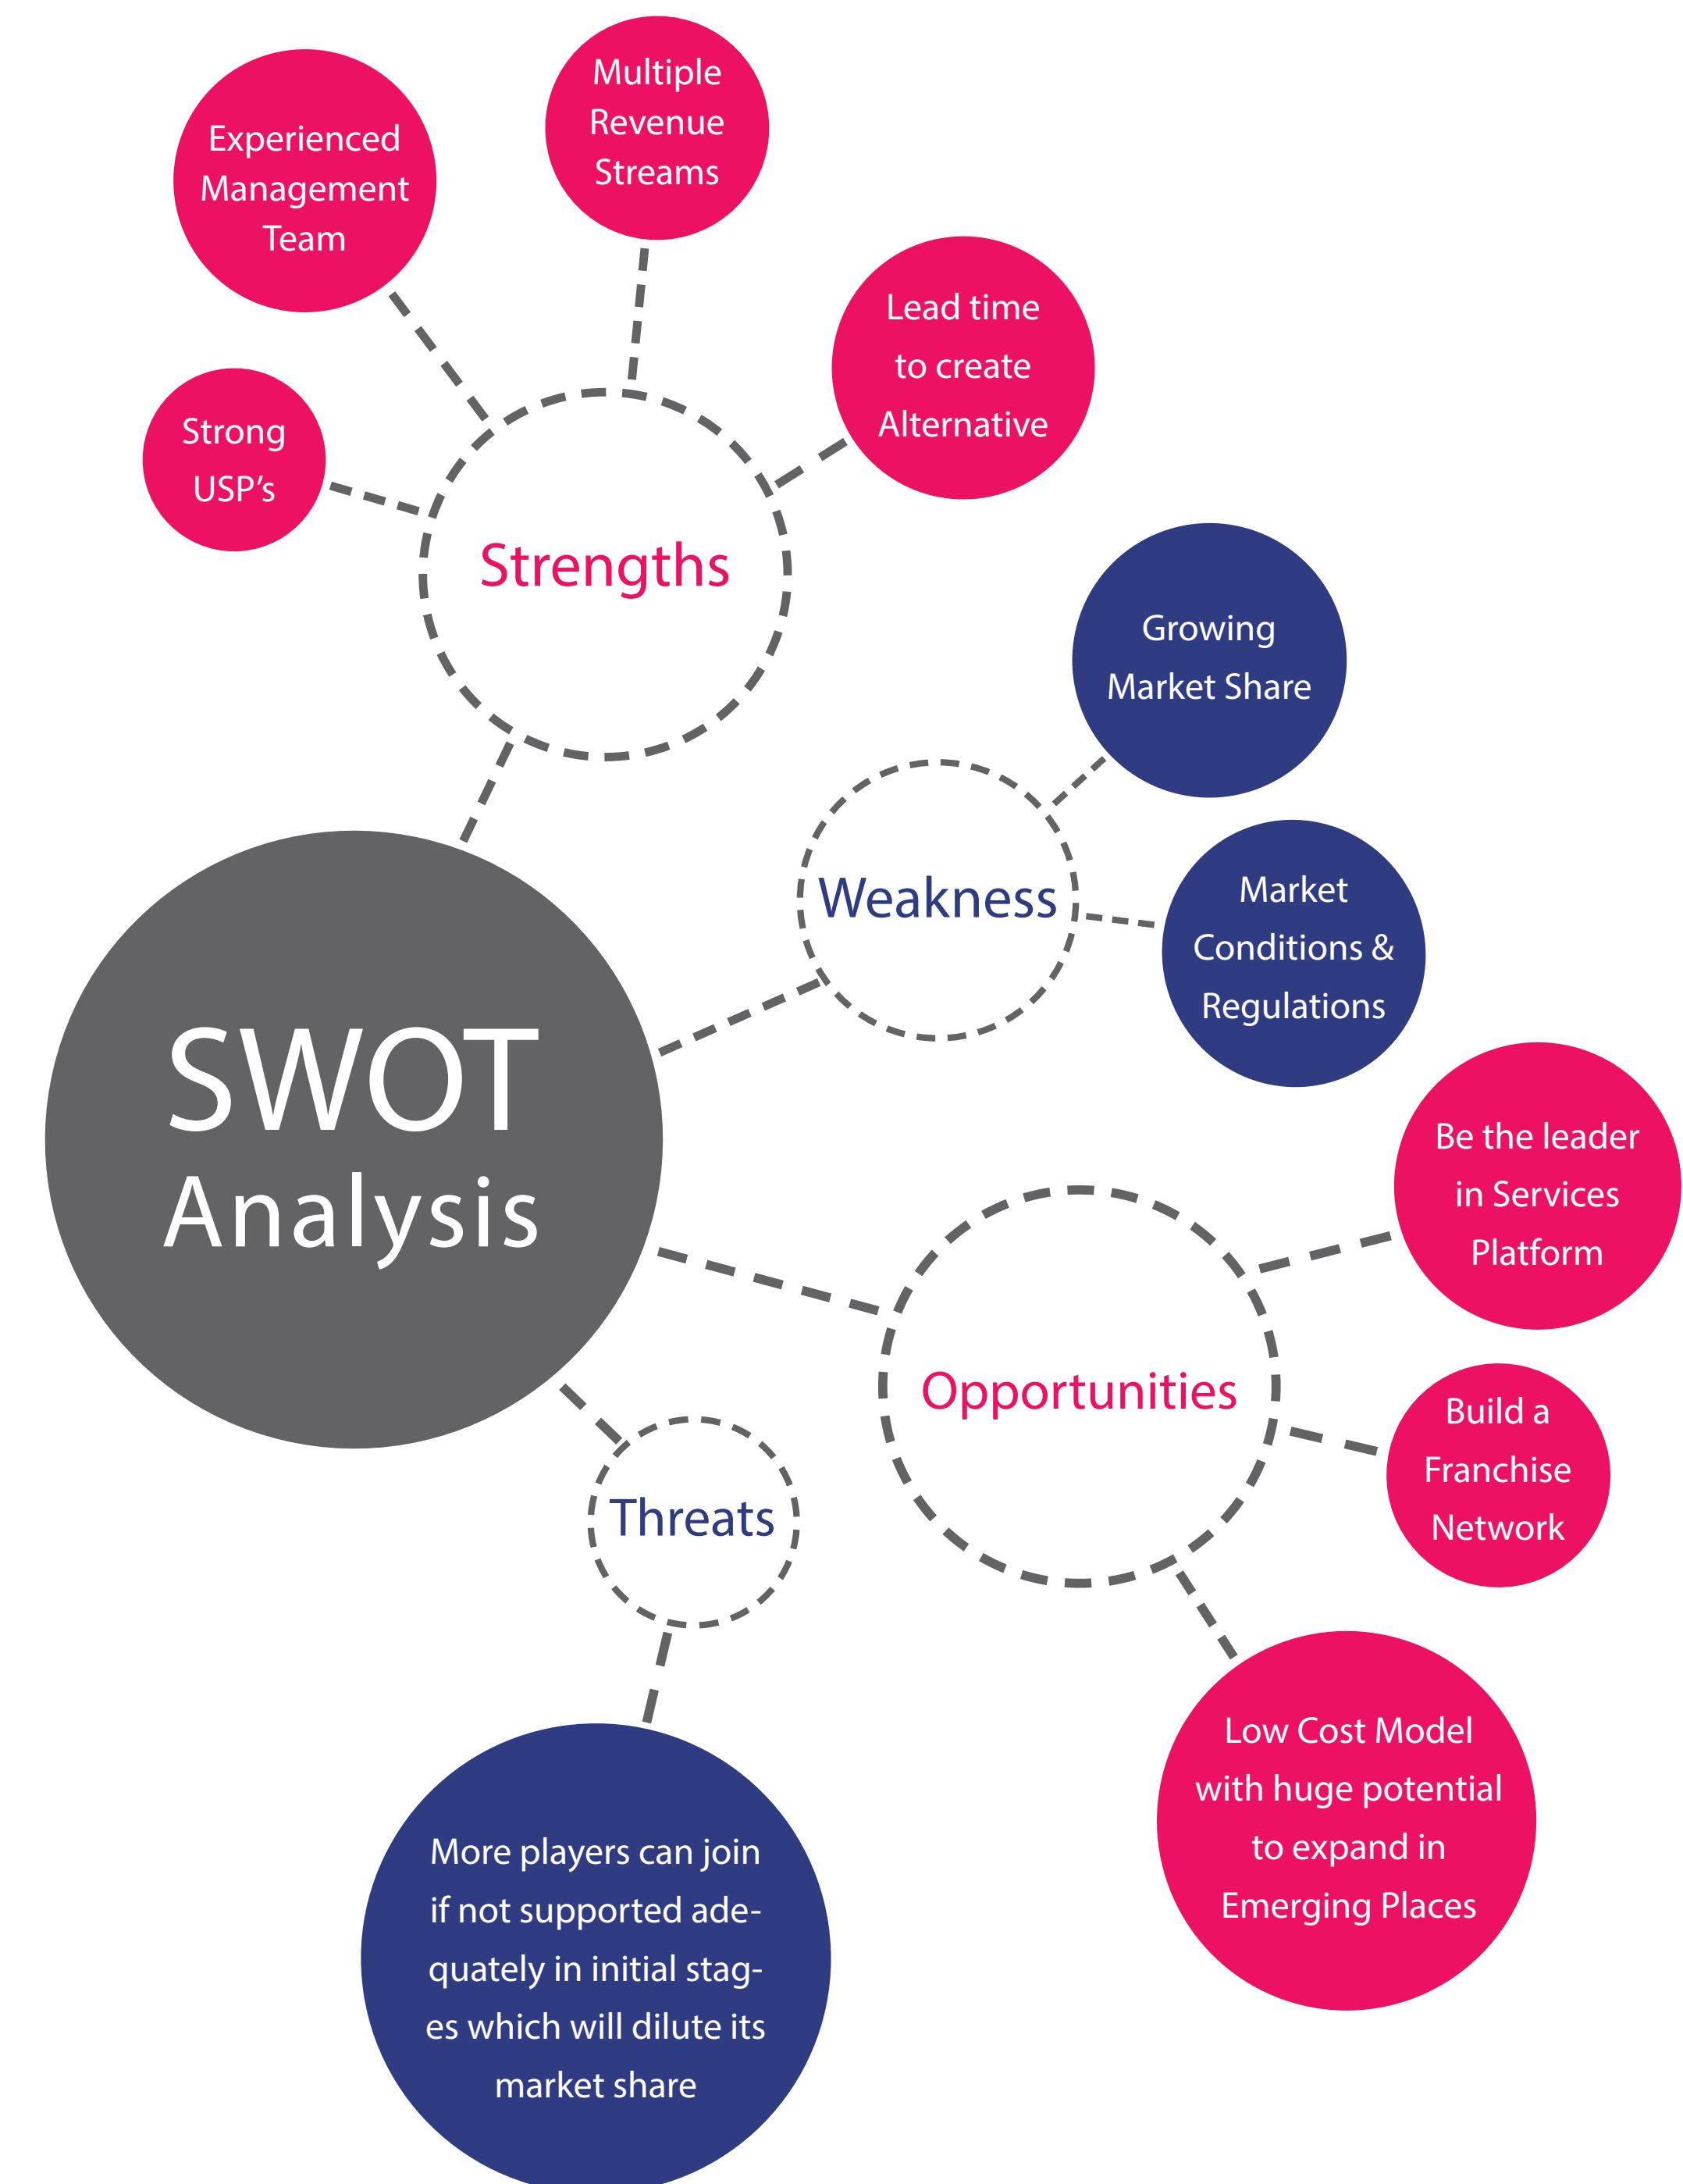 Multiple
Revenue
Streams
Experienced
Management
Team
Lead time
to create
Alternative
Strong
USP’s
Strengths
Growing
Market Share
Weakness
Market
Conditions &
Regulations
SWOT
Analysis
Be the leader
in Services
Platform
Opportunities
Build a
Franchise
Network
Threats
Low Cost Model
with huge potential
to expand in
Emerging Places
More players can join
if not supported ade-
quately in initial stag-
es which will dilute its
market share